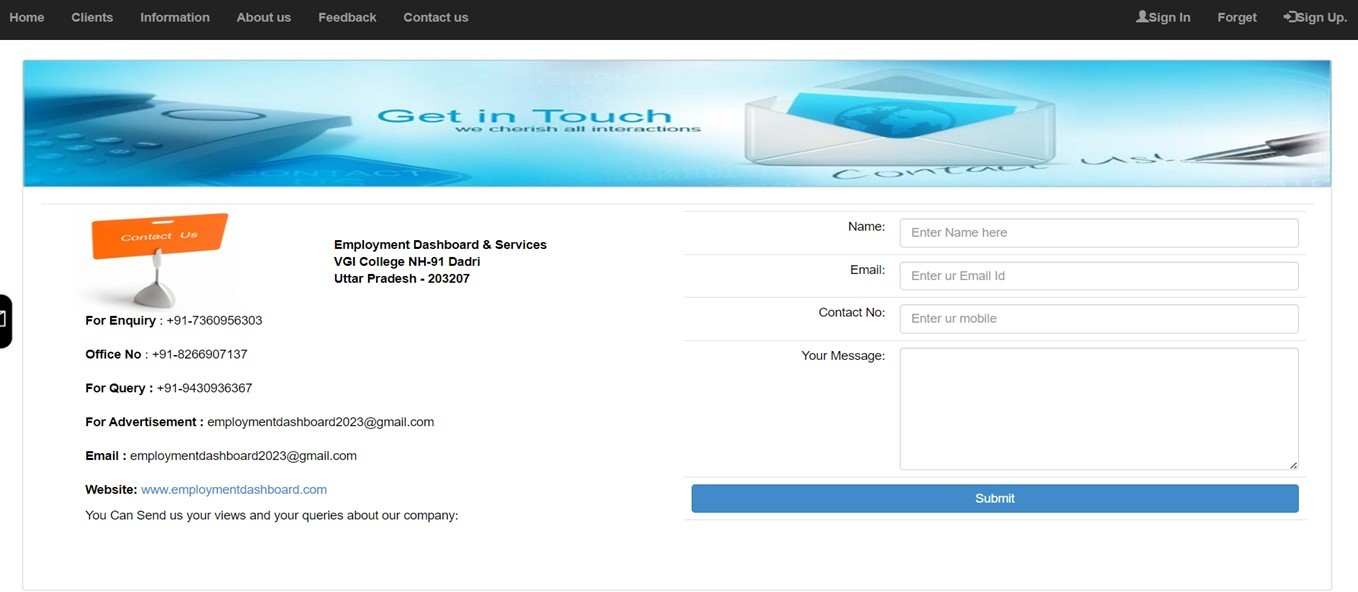 Home Clients Information About us Feedback Contact us Sign In Forget Sign Up.
Get in Touch
we cherish all interactions
CONTACT
Contact Us!
Contact Us
Employment Dashboard & Services
VGI College NH-91 Dadri
Uttar Pradesh - 203207
For Enquiry : +91-7360956303
Office No : +91-8266907137
For Query : +91-9430936367
For Advertisement : employmentdashboard2023@gmail.com
Email : employmentdashboard2023@gmail.com
Website: www.employmentdashboard.com
You Can Send us your views and your queries about our company:
Name: Enter Name here
Email: Enter ur Email Id
Contact No: Enter ur mobile
Your Message:
Submit